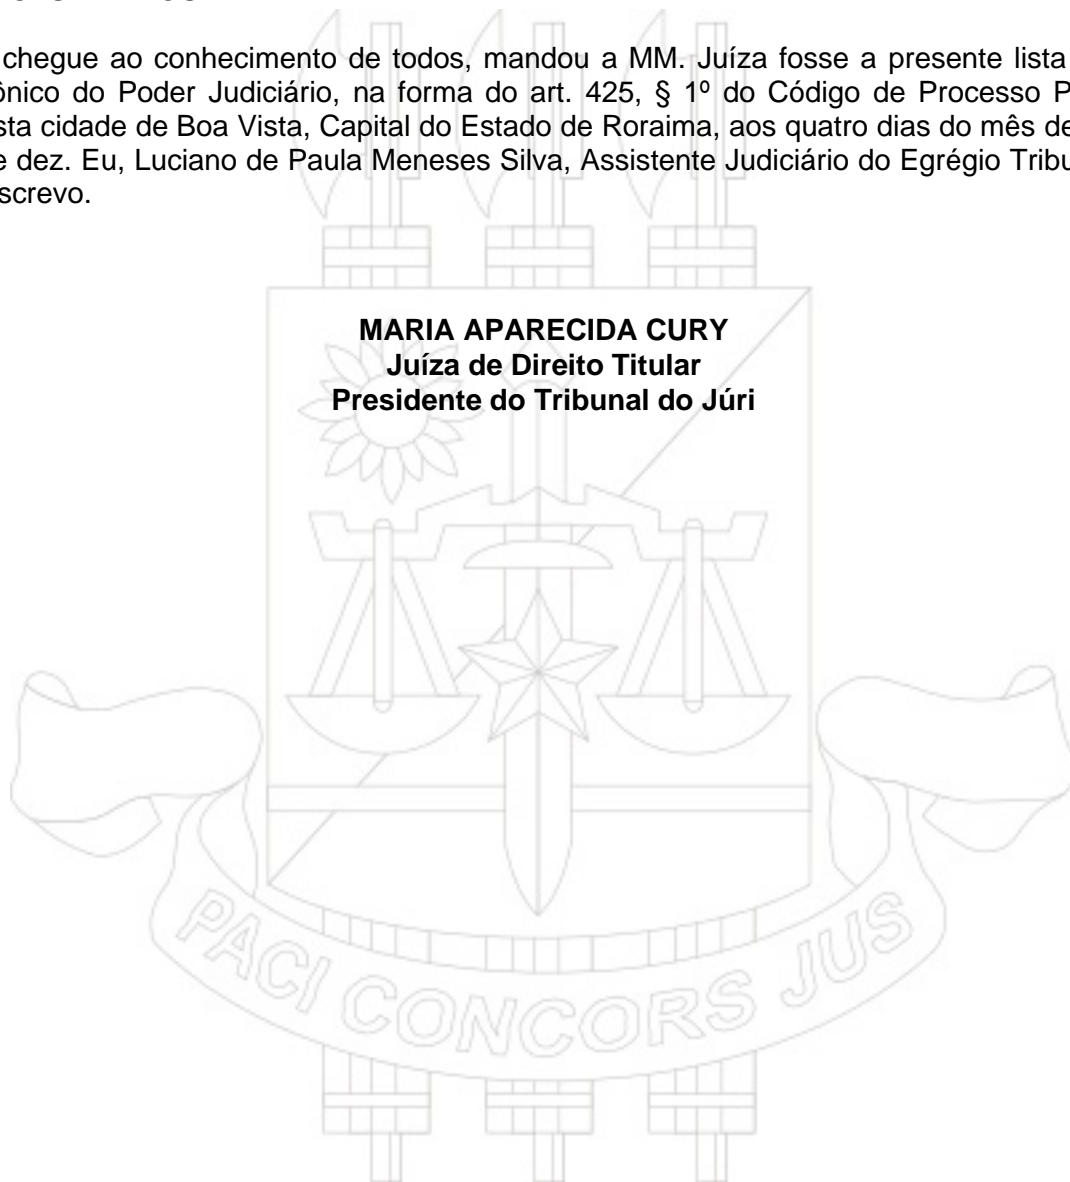 chegue ao conhecimento de todos, mandou a MM. Juíza fosse a presente lista
ônico do Poder Judiciário, na forma do art. 425, § 1º do Código de Processo P
sta cidade de Boa Vista, Capital do Estado de Roraima, aos quatro dias do mês de
e dez. Eu, Luciano de Paula Meneses Silva, Assistente Judiciário do Egrégio Tribu
screvo.
MARIA APARECIDA CURY
Juíza de Direito Titular
Presidente do Tribunal do Júri
PACI CONCORS JUS